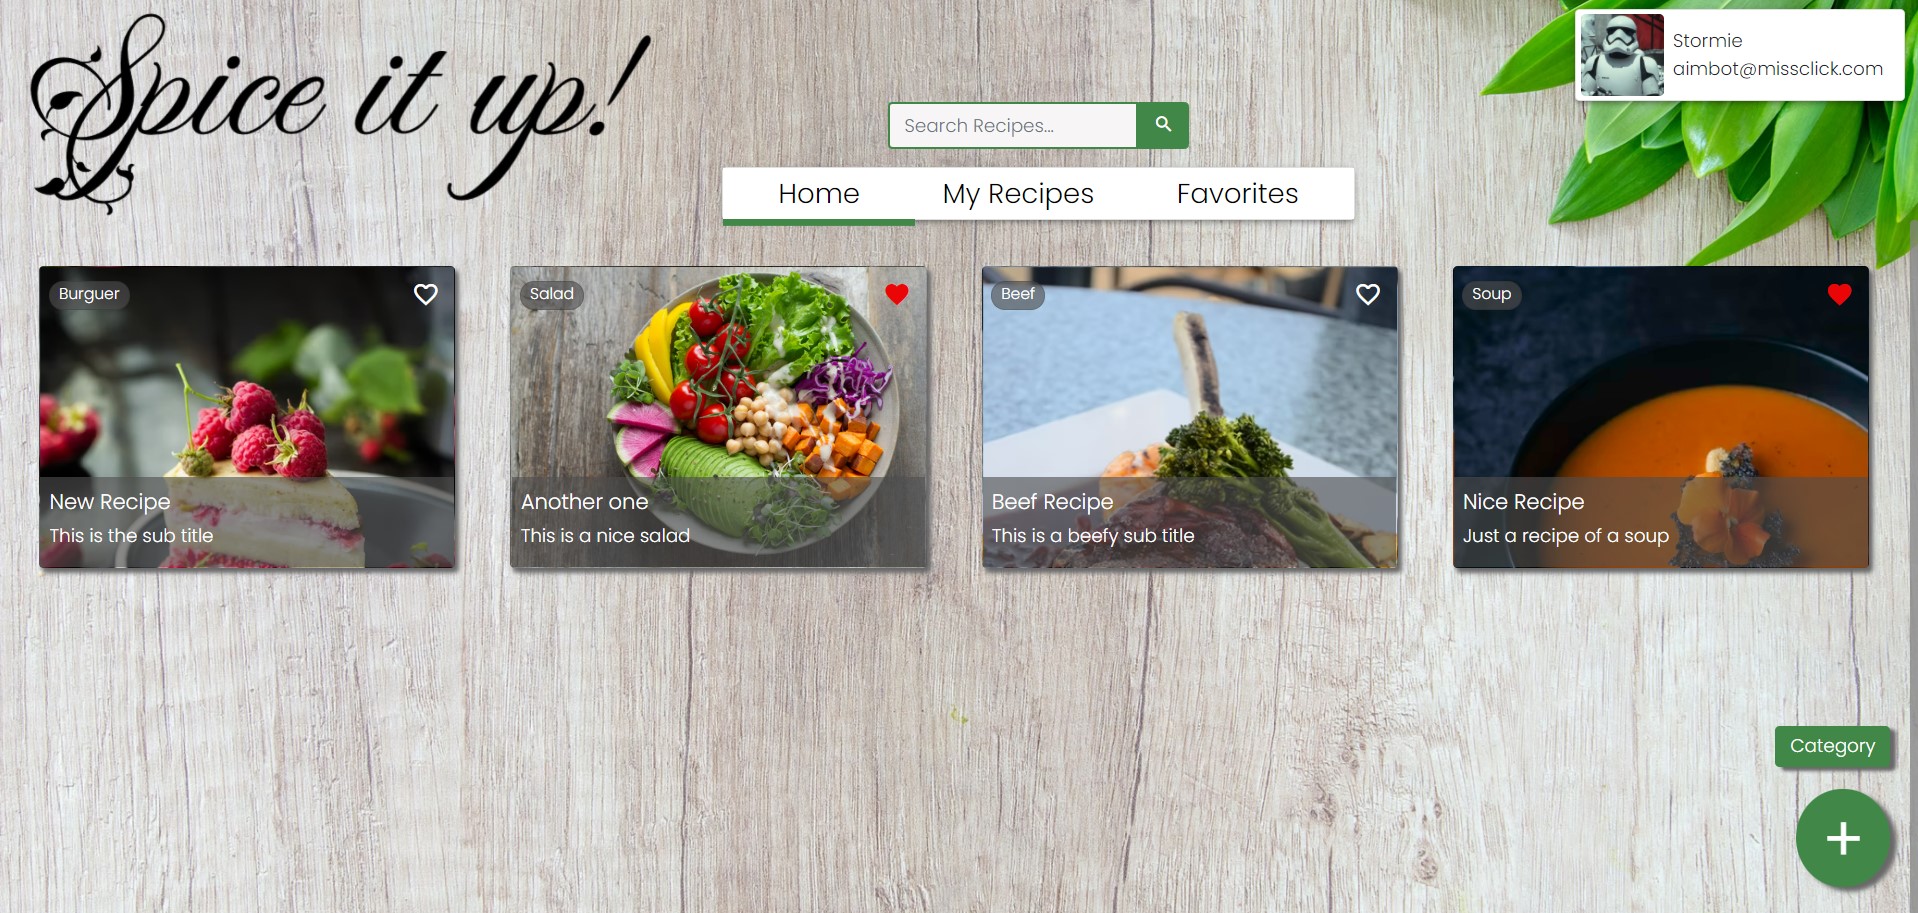 Spice it up!
Stormie
aimbot@missclick.com
Search Recipes...
Home
My Recipes
Favorites
Burguer
New Recipe
This is the sub title
Salad
Another one
This is a nice salad
Beef
Beef Recipe
This is a beefy sub title
Soup
Nice Recipe
Just a recipe of a soup
Category
+